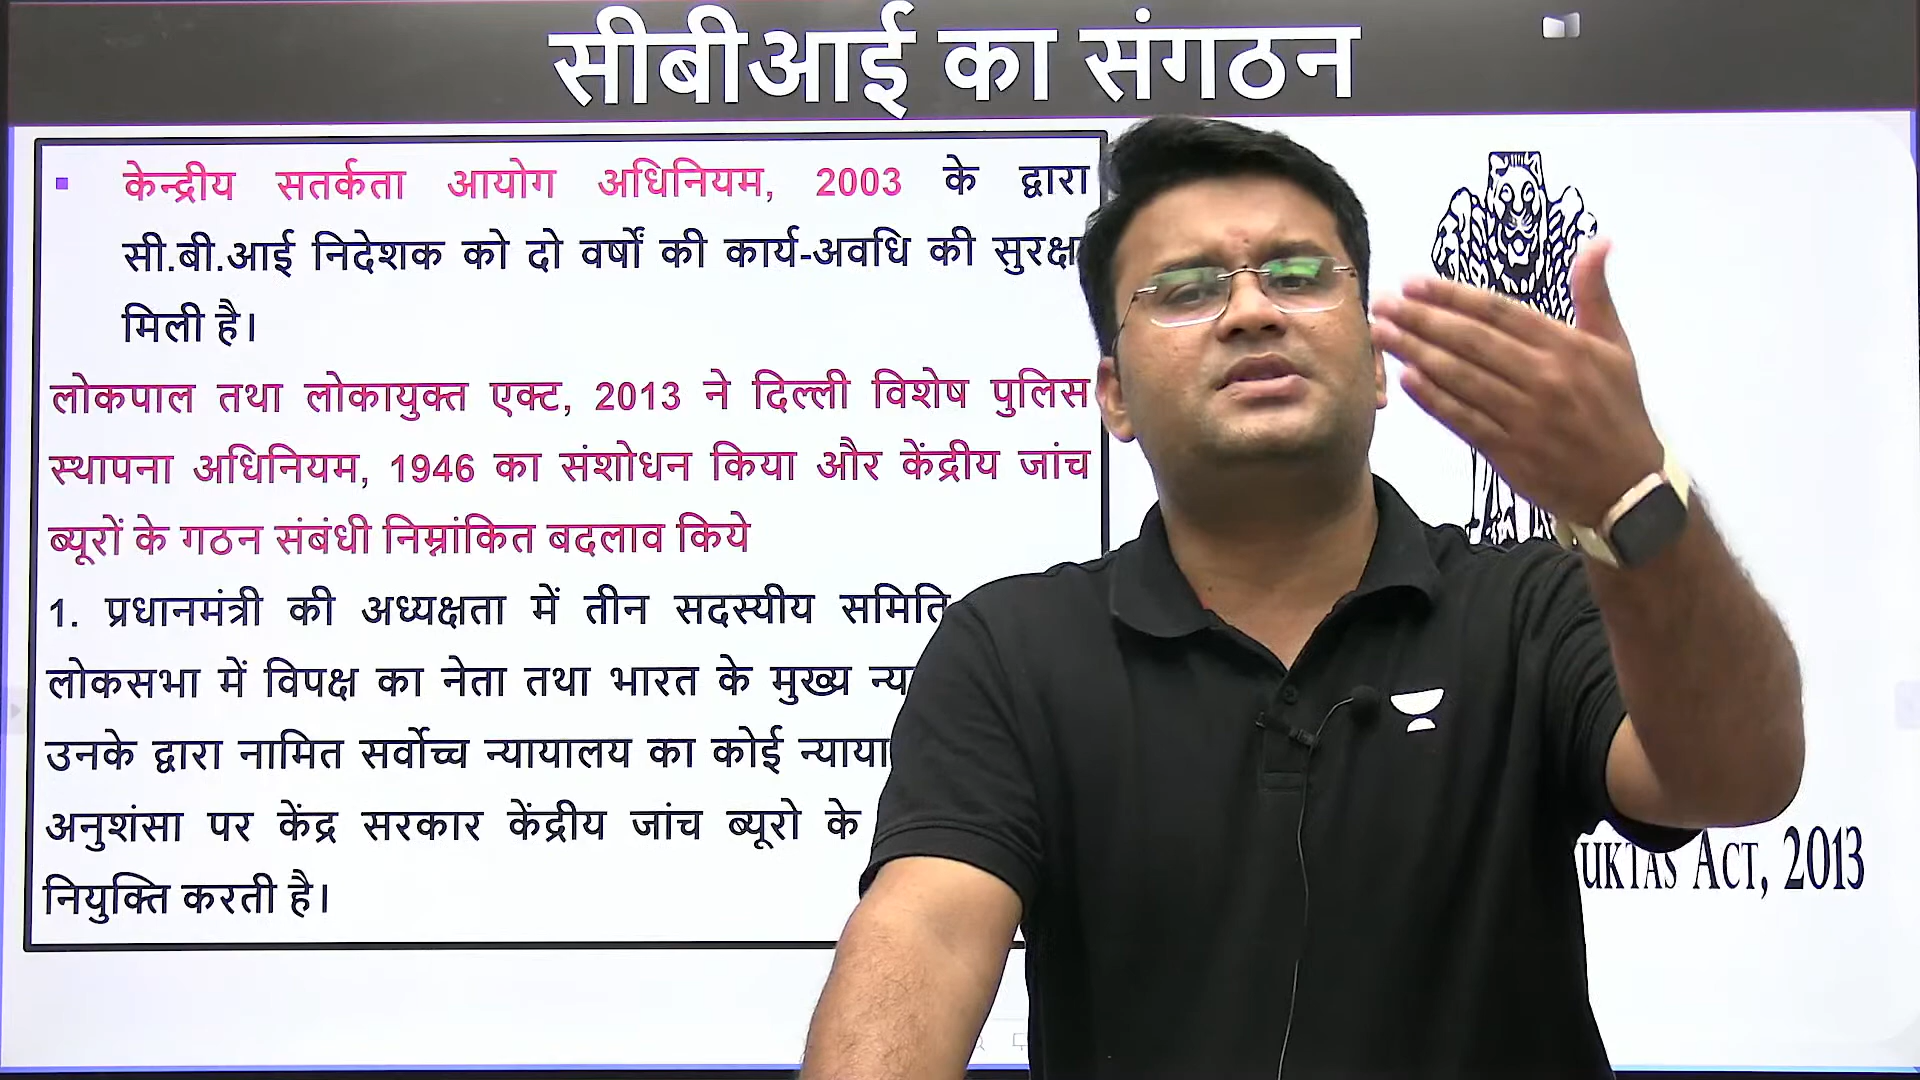 सीबीआई का संगठन
▪ केन्द्रीय सतर्कता आयोग अधिनियम, 2003 के द्वारा
सी.बी.आई निदेशक को दो वर्षों की कार्य-अवधि की सुरक्षा
मिली है।
लोकपाल तथा लोकायुक्त एक्ट, 2013 ने दिल्ली विशेष पुलिस
स्थापना अधिनियम, 1946 का संशोधन किया और केंद्रीय जांच
ब्यूरों के गठन संबंधी निम्नांकित बदलाव किये
1. प्रधानमंत्री की अध्यक्षता में तीन सदस्यीय समिति
लोकसभा में विपक्ष का नेता तथा भारत के मुख्य
उनके द्वारा नामित सर्वोच्च न्यायालय का कोई
अनुशंसा पर केंद्र सरकार केंद्रीय जांच ब्यूरो के
नियुक्ति करती है।
ACT, 2013